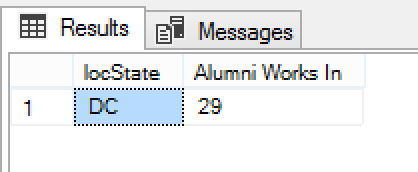 Results Messages
locState Alumni Works In
1 DC 29